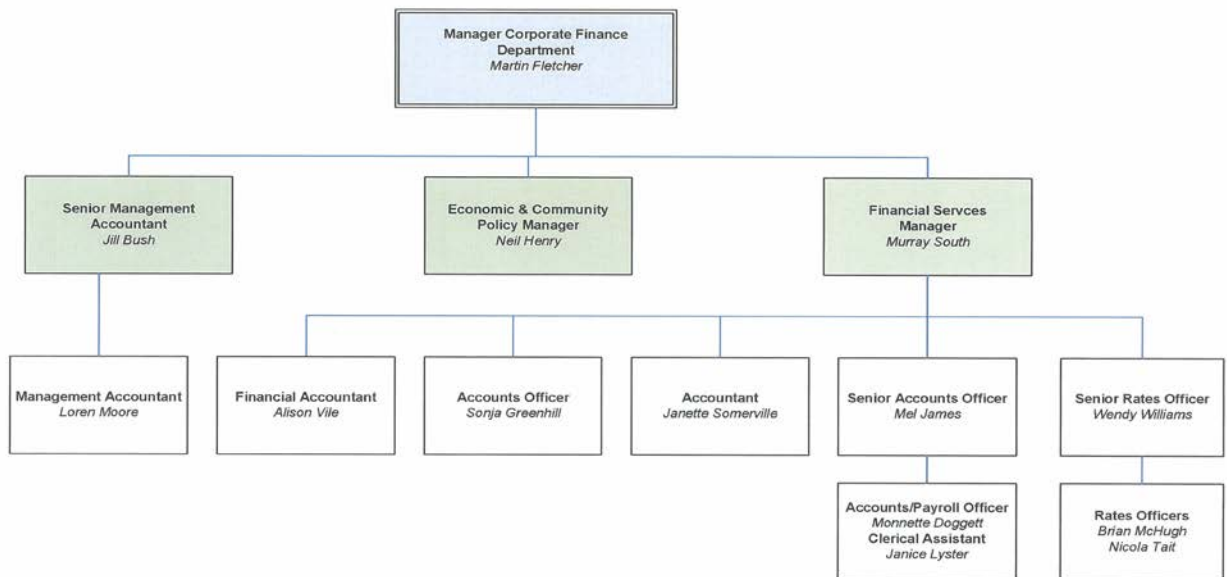 Manager Corporate Finance
Department
Martin Fletcher
Senior Management
Accountant
Jill Bush
Economic & Community
Policy Manager
Neil Henry
Financial Servces
Manager
Murray South
Management Accountant
Loren Moore
Financial Accountant
Alison Vile
Accounts Officer
Sonja Greenhill
Accountant
Janette Somerville
Senior Accounts Officer
Mel James
Senior Rates Officer
Wendy Williams
Accounts/Payroll Officer
Monnette Doggett
Clerical Assistant
Janice Lyster
Rates Officers
Brian McHugh
Nicola Tait